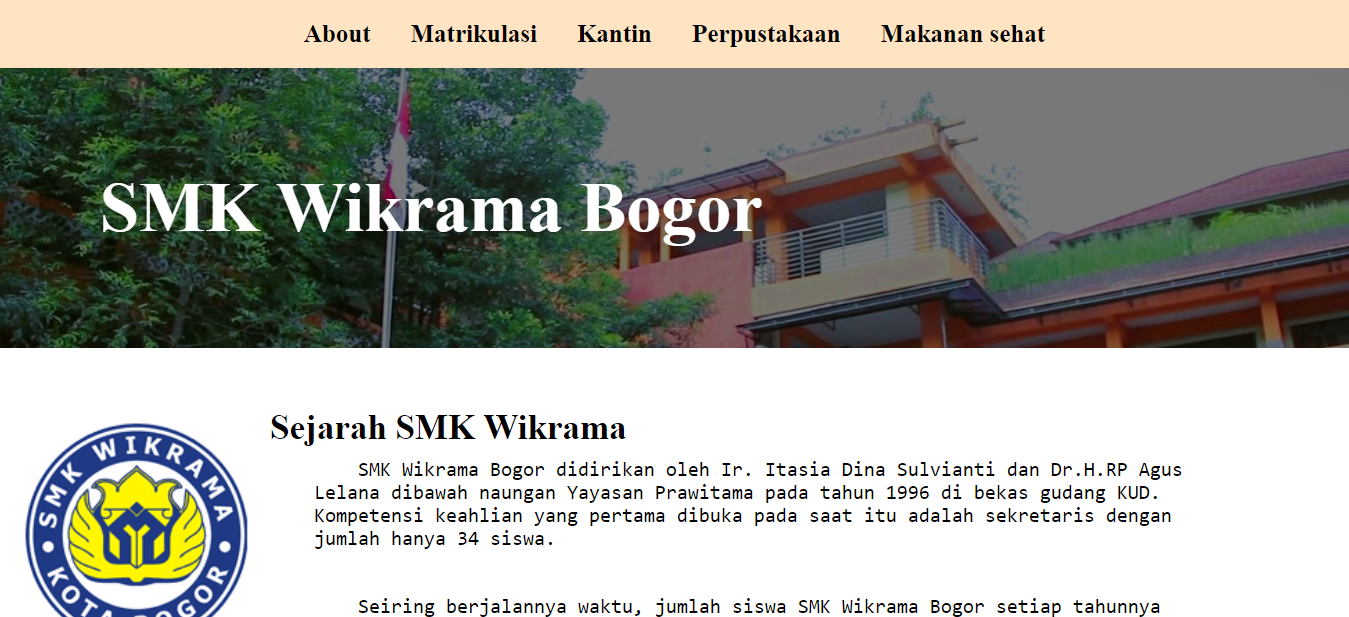 About Matrikulasi Kantin Perpustakaan Makanan sehat
SMK Wikrama Bogor
Sejarah SMK Wikrama
SMK WIKRAMA
KOTA BOGOR
SMK Wikrama Bogor didirikan oleh Ir. Itasia Dina Sulvianti dan Dr.H.RP Agus
Lelana dibawah naungan Yayasan Prawitama pada tahun 1996 di bekas gudang KUD.
Kompetensi keahlian yang pertama dibuka pada saat itu adalah sekretaris dengan
jumlah hanya 34 siswa.
Seiring berjalannya waktu, jumlah siswa SMK Wikrama Bogor setiap tahunnya